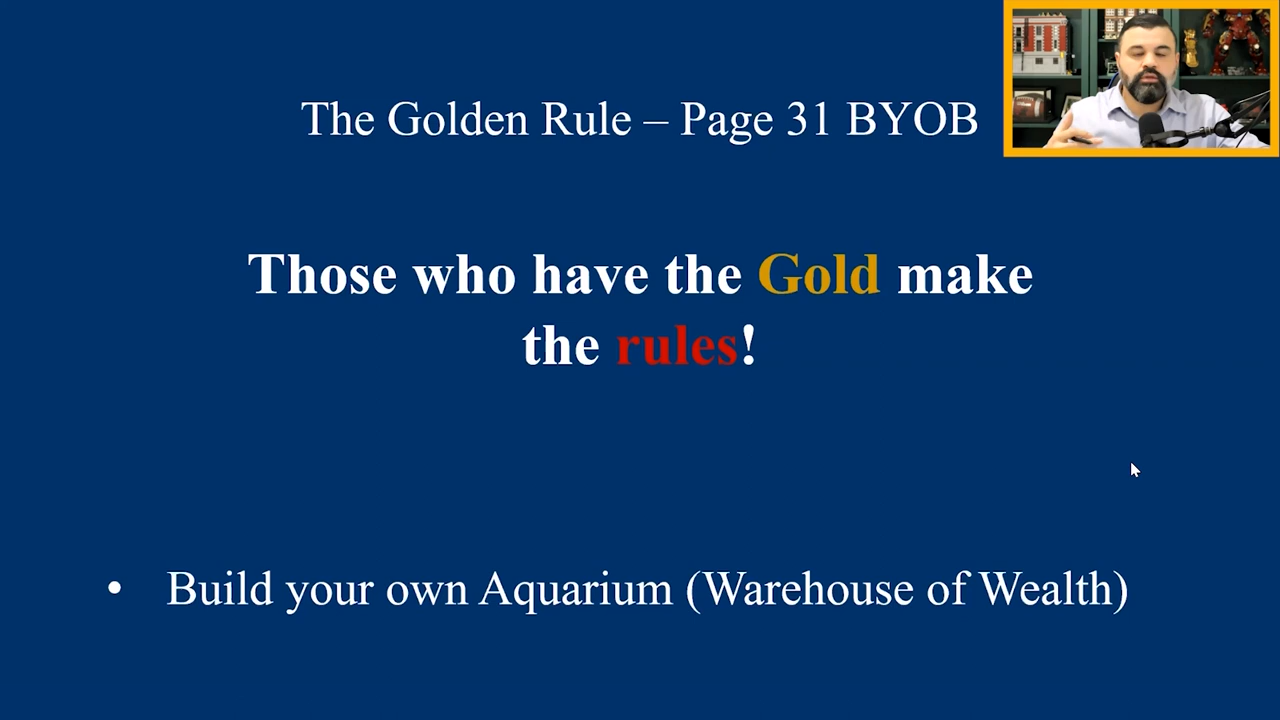 The Golden Rule – Page 31 BYOB
Those who have the Gold make
the rules!
• Build your own Aquarium (Warehouse of Wealth)